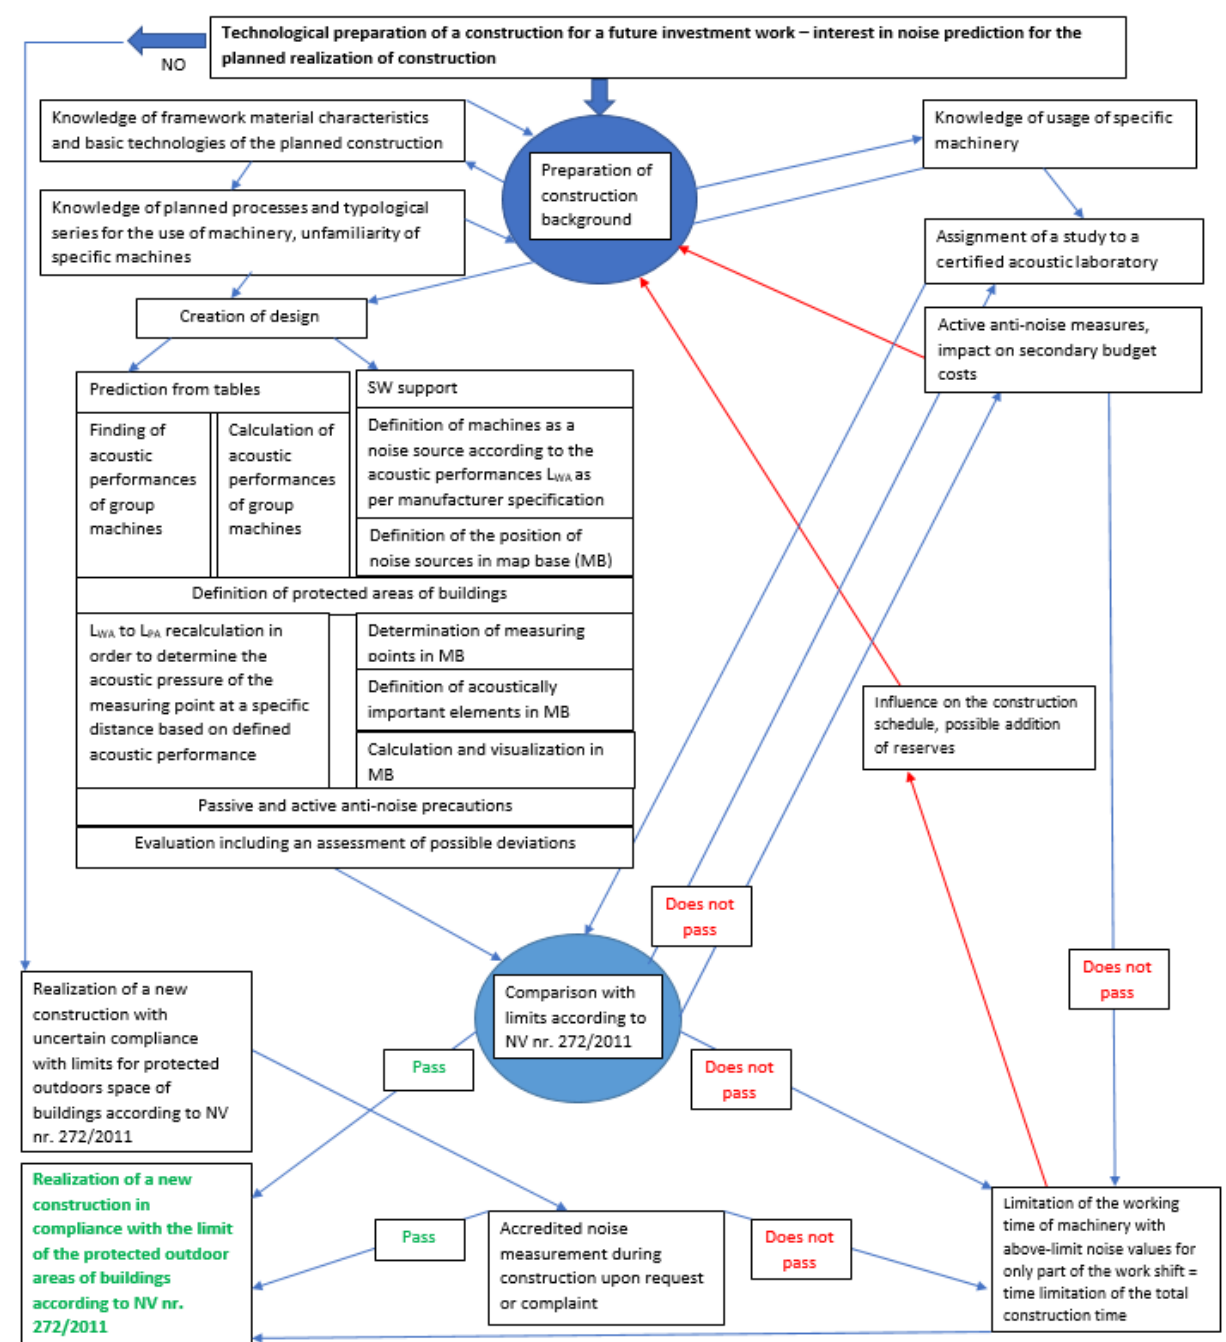 Technological preparation of a construction for a future investment work – interest in noise prediction for the
planned realization of construction
NO
Knowledge of framework material characteristics
and basic technologies of the planned construction
Preparation of
construction
background
Knowledge of usage of specific
machinery
Knowledge of planned processes and typological
series for the use of machinery, unfamiliarity of
specific machines
Assignment of a study to a
certified acoustic laboratory
Creation of design
Active anti-noise measures,
impact on secondary budget
costs
Prediction from tables
SW support
Finding of
acoustic
performances
of group
machines
Calculation of
acoustic
performances
of group
machines
Definition of machines as a
noise source according to the
acoustic performances LWA as
per manufacturer specification
Definition of the position of
noise sources in map base (MB)
Definition of protected areas of buildings
LWA to LPA recalculation in
order to determine the
acoustic pressure of the
measuring point at a specific
distance based on defined
acoustic performance
Determination of measuring
points in MB
Definition of acoustically
important elements in MB
Calculation and visualization in
MB
Influence on the construction
schedule, possible addition
of reserves
Passive and active anti-noise precautions
Evaluation including an assessment of possible deviations
Does not
pass
Does not
pass
Realization of a new
construction with
uncertain compliance
with limits for protected
outdoors space of
buildings according to NV
nr. 272/2011
Comparison with
limits according to
NV nr. 272/2011
Pass
Does not
pass
Realization of a new
construction in
compliance with the limit
of the protected outdoor
areas of buildings
according to NV nr.
272/2011
Pass
Accredited noise
measurement during
construction upon request
or complaint
Does not
pass
Limitation of the working
time of machinery with
above-limit noise values for
only part of the work shift =
time limitation of the total
construction time